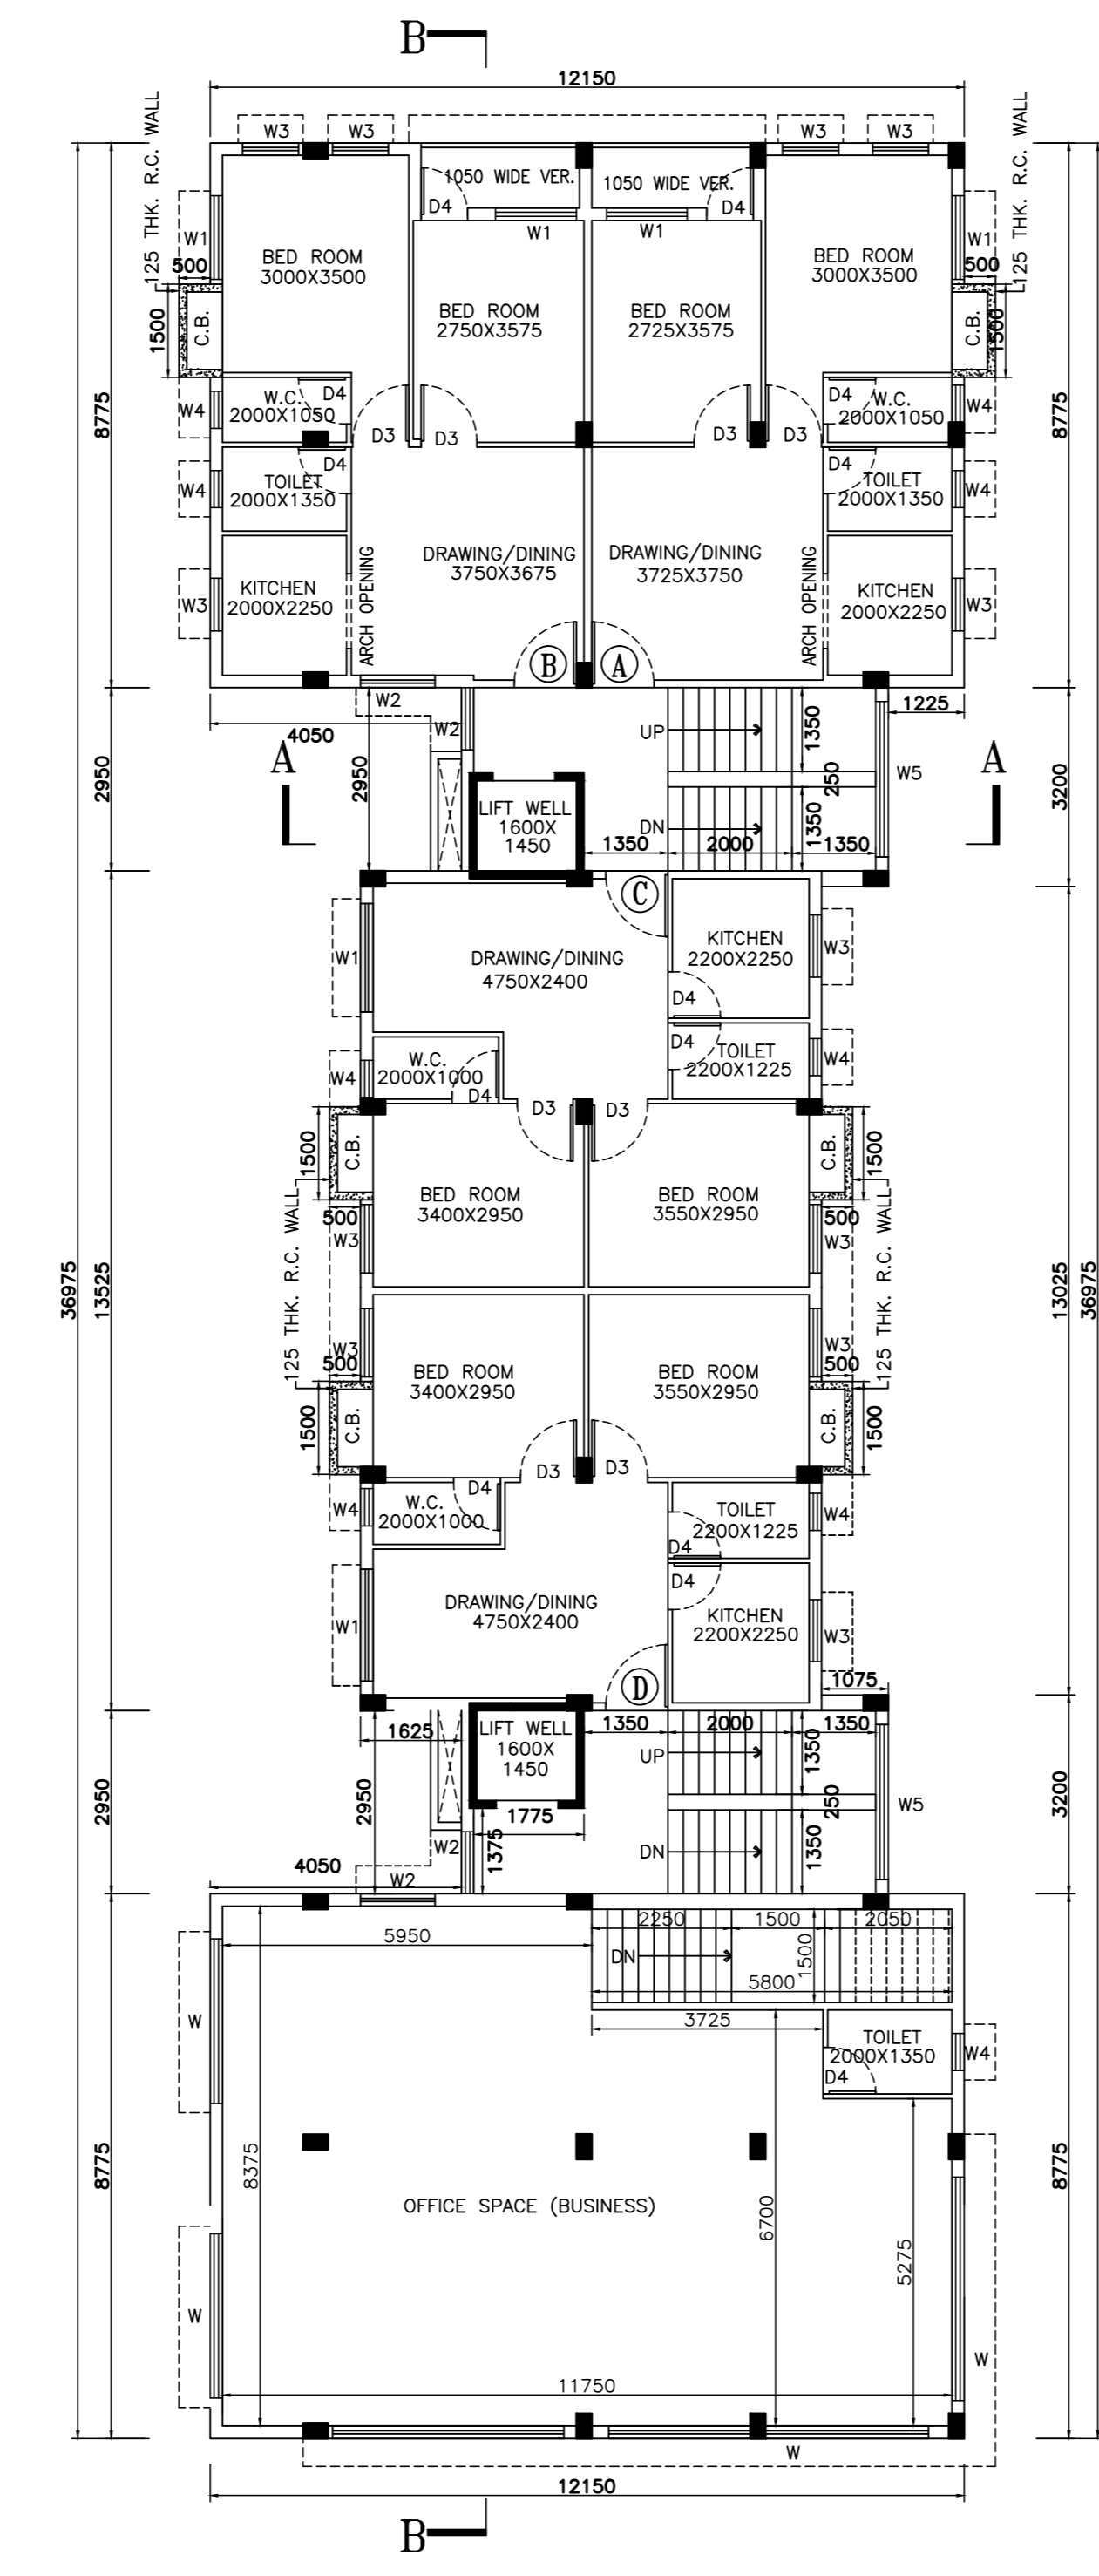 B
12150
125 THK. R.C. WALL
W3
W3
W3
W3
125 THK. R.C. WALL
1050 WIDE VER.
1050 WIDE VER.
D4
D4
W1
W1
W1
W1
BED ROOM
3000X3500
BED ROOM
3000X3500
500
500
C.B.
1500
C.B.
1500
BED ROOM
2750X3575
BED ROOM
2725X3575
8775
8775
W4
W.C.
2000X1050
D4
D3
D3
D3
D3
D4
W.C.
2000X1050
W4
W4
TOILET
2000X1350
D4
D4
TOILET
2000X1350
W4
DRAWING/DINING
3750X3675
DRAWING/DINING
3725X3750
W3
KITCHEN
2000X2250
ARCH OPENING
ARCH OPENING
KITCHEN
2000X2250
W3
B
A
W2
4050
W2
1225
UP
1350
A
A
2950
2950
250
W5
3200
LIFT WELL
1600X
1450
DN
1350
1350
2000
1350
C
W1
DRAWING/DINING
4750X2400
KITCHEN
2200X2250
W3
D4
D4
TOILET
2200X1225
W4
W4
W.C.
2000X1000
D4
D3
D3
1500
C.B.
C.B.
1500
BED ROOM
3400X2950
BED ROOM
3550X2950
500
500
W3
W3
125 THK. R.C. WALL
125 THK. R.C. WALL
36975
13525
13025
36975
W3
W3
500
500
BED ROOM
3400X2950
BED ROOM
3550X2950
1500
C.B.
C.B.
1500
D3
D3
D4
W4
W.C.
2000X1000
TOILET
2200X1225
W4
D4
D4
DRAWING/DINING
4750X2400
KITCHEN
2200X2250
W1
W3
D
1075
1625
LIFT WELL
1600X
1450
1350
2000
1350
UP
1350
2950
2950
250
W5
3200
1775
1375
W2
DN
1350
4050
W2
2250
1500
2050
5950
DN
1500
5800
3725
W
TOILET
2000X1350
D4
W4
8375
8775
8775
OFFICE SPACE (BUSINESS)
6700
5275
W
W
11750
W
12150
B